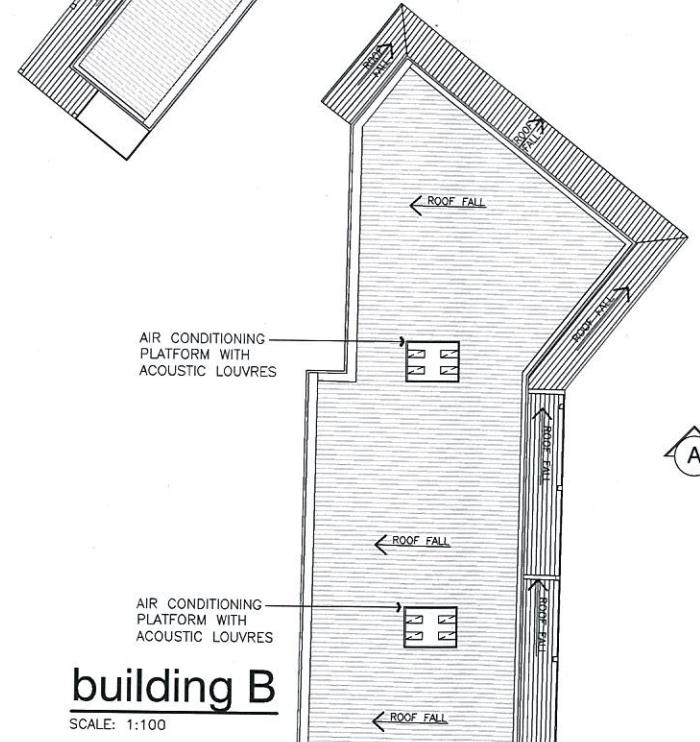 ROOF FALL
ROOF FALL
ROOF FALL
ROOF FALL
AIR CONDITIONING
PLATFORM WITH
ACOUSTIC LOUVRES
ROOF FALL
A
ROOF FALL
AIR CONDITIONING
PLATFORM WITH
ACOUSTIC LOUVRES
ROOF FALL
building B
ROOF FALL
SCALE: 1:100